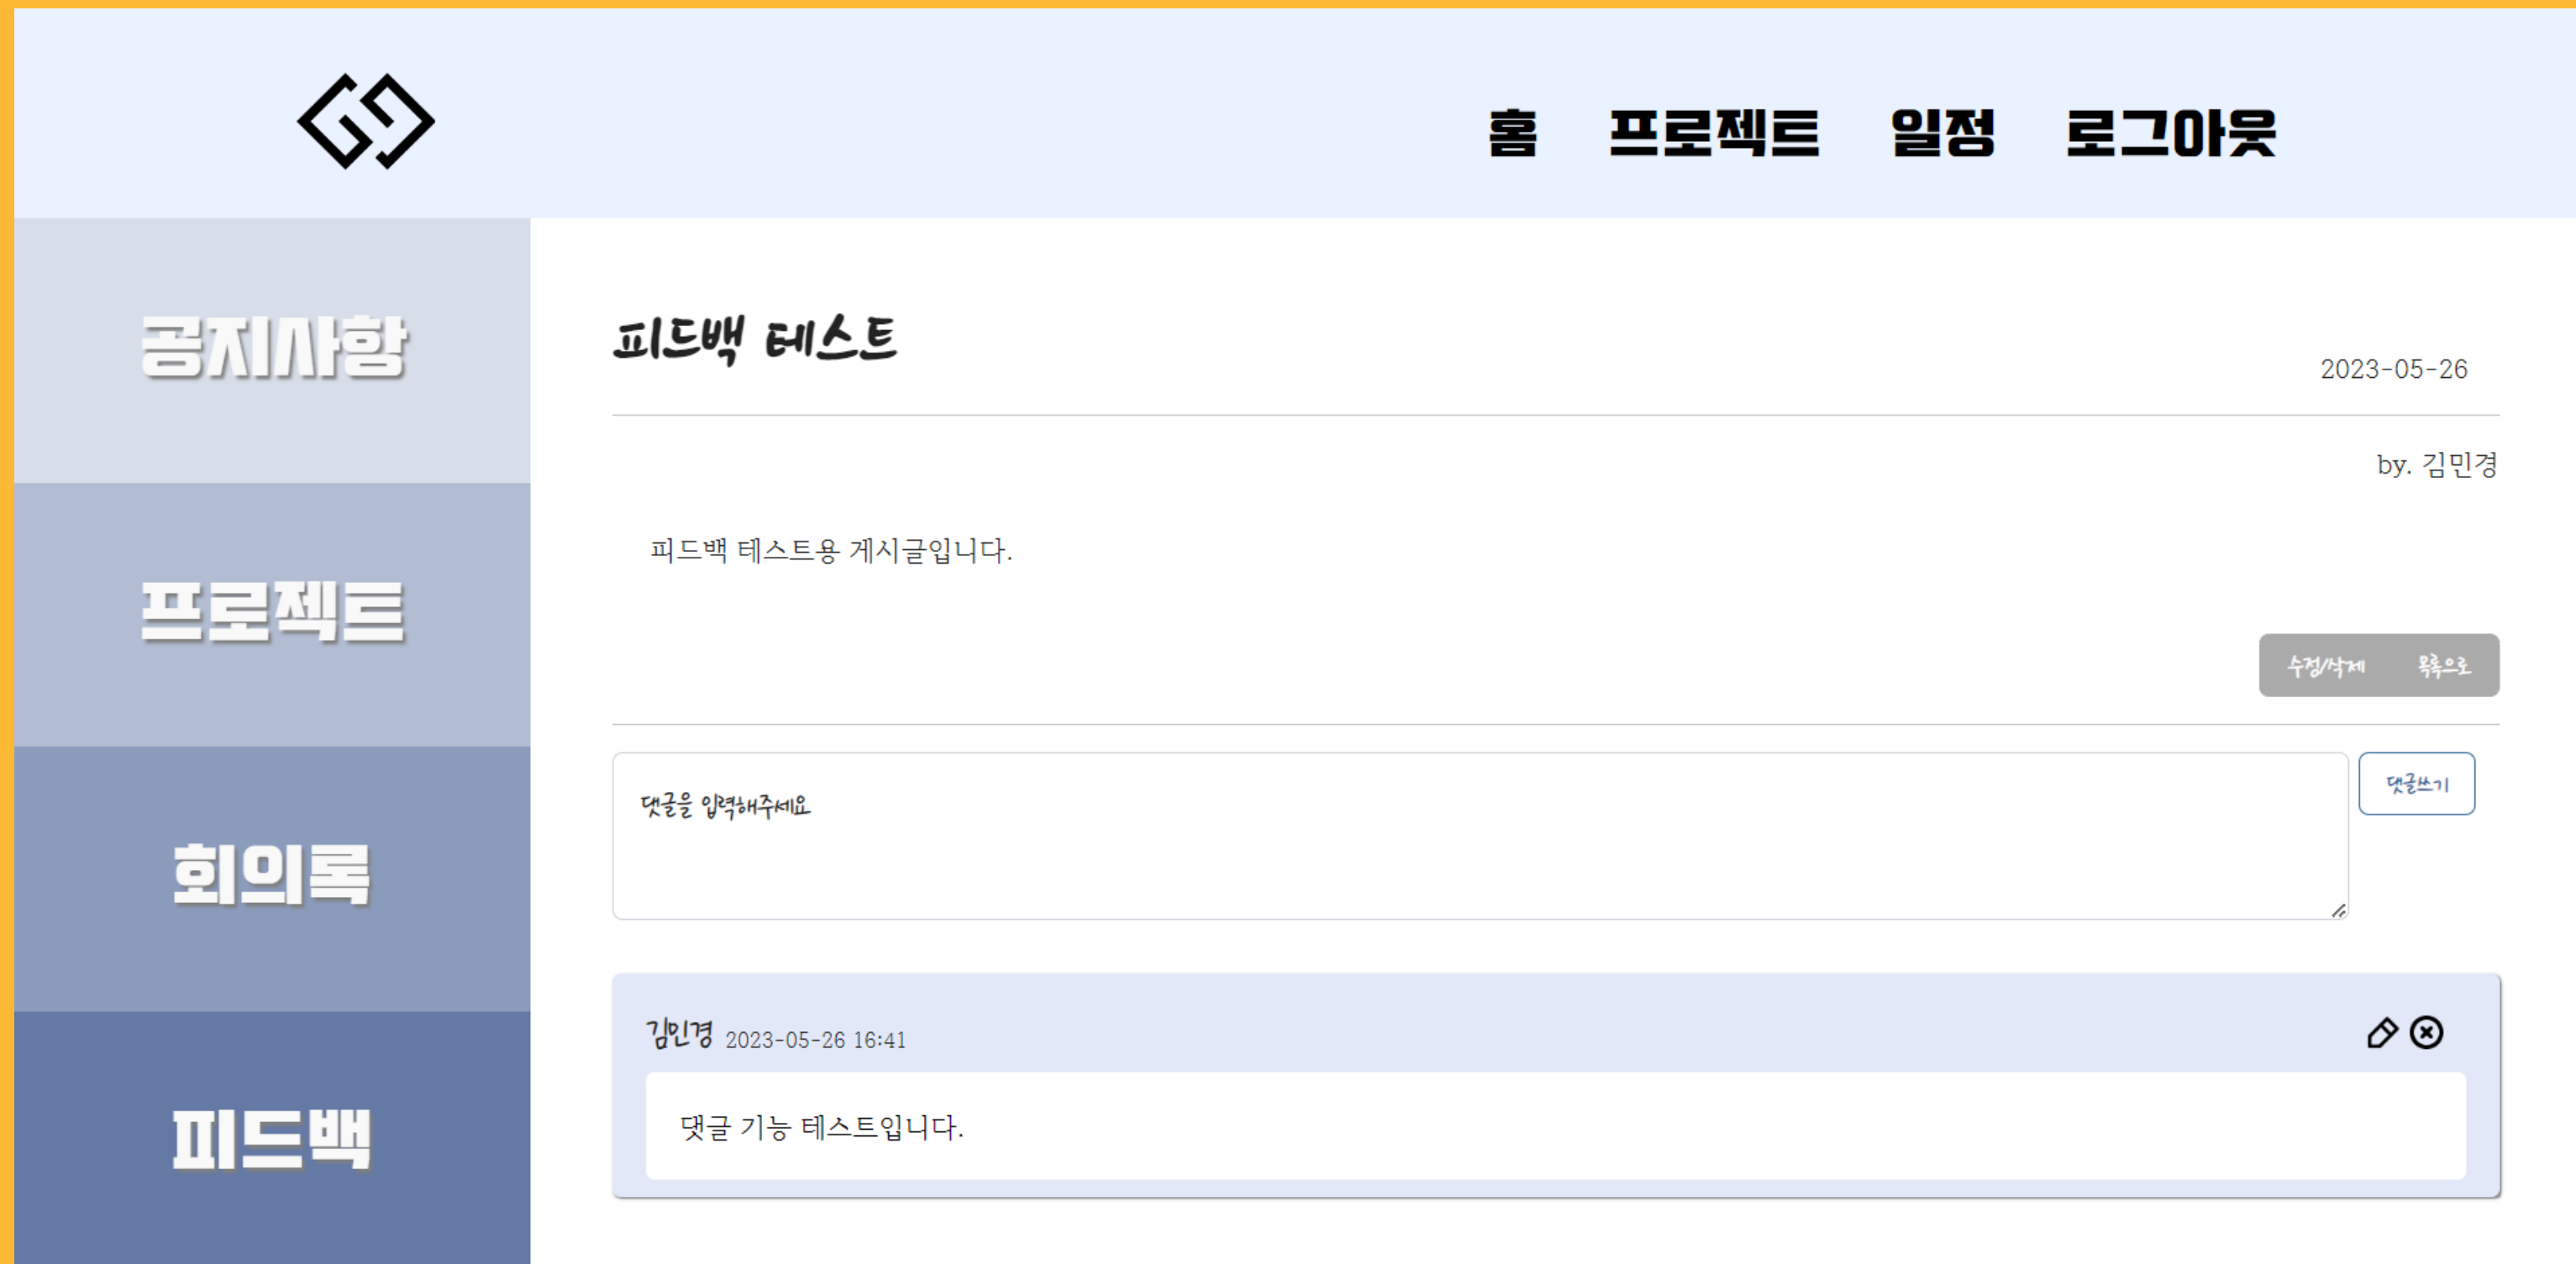 홈 프로젝트 일정 로그아웃
공지사항
프로젝트
회의록
피드백
피드백 테스트
2023-05-26
by. 김민경
피드백 테스트용 게시글입니다.
수정/삭제 목록으로
댓글을 입력해주세요
댓글쓰기
김민경 2023-05-26 16:41
댓글 기능 테스트입니다.